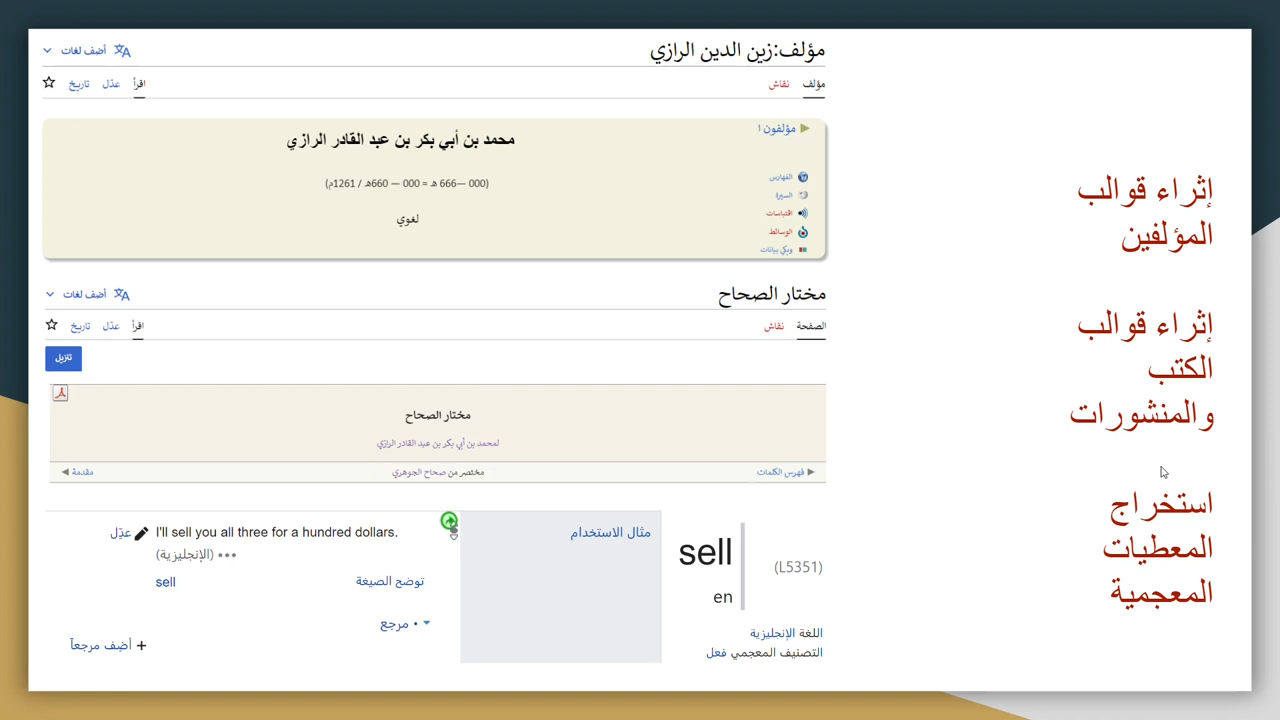 مؤلف:زين الدين الرازي
أضف لغات
مؤلف
نقاش
اقرأ
عدّل
تاريخ
مؤلفون ا
محمد بن أبي بكر بن عبد القادر الرازي
(000 —666 هـ = 000 — 660هـ / 1261م)
لغوي
الفهارس
السيرة
اقتباسات
الوسائط
ويكي بيانات
مختار الصحاح
أضف لغات
الصفحة
نقاش
اقرأ
عدّل
تاريخ
تنزيل
مختار الصحاح
لمحمد بن أبي بكر بن عبد القادر الرازي
فهرس الكلمات
مختصر من صحاح الجوهري
مقدمة
sell
(L5351)
en
اللغة الإنجليزية
التصنيف المعجمي فعل
مثال الاستخدام
I'll sell you all three for a hundred dollars.
عدّل
(الإنجليزية)
توضح الصيغة
sell
• مرجع
+ أضِف مرجعاً
إثراء قوالب
المؤلفين
إثراء قوالب
الكتب
والمنشورات
استخراج
المعطيات
المعجمية